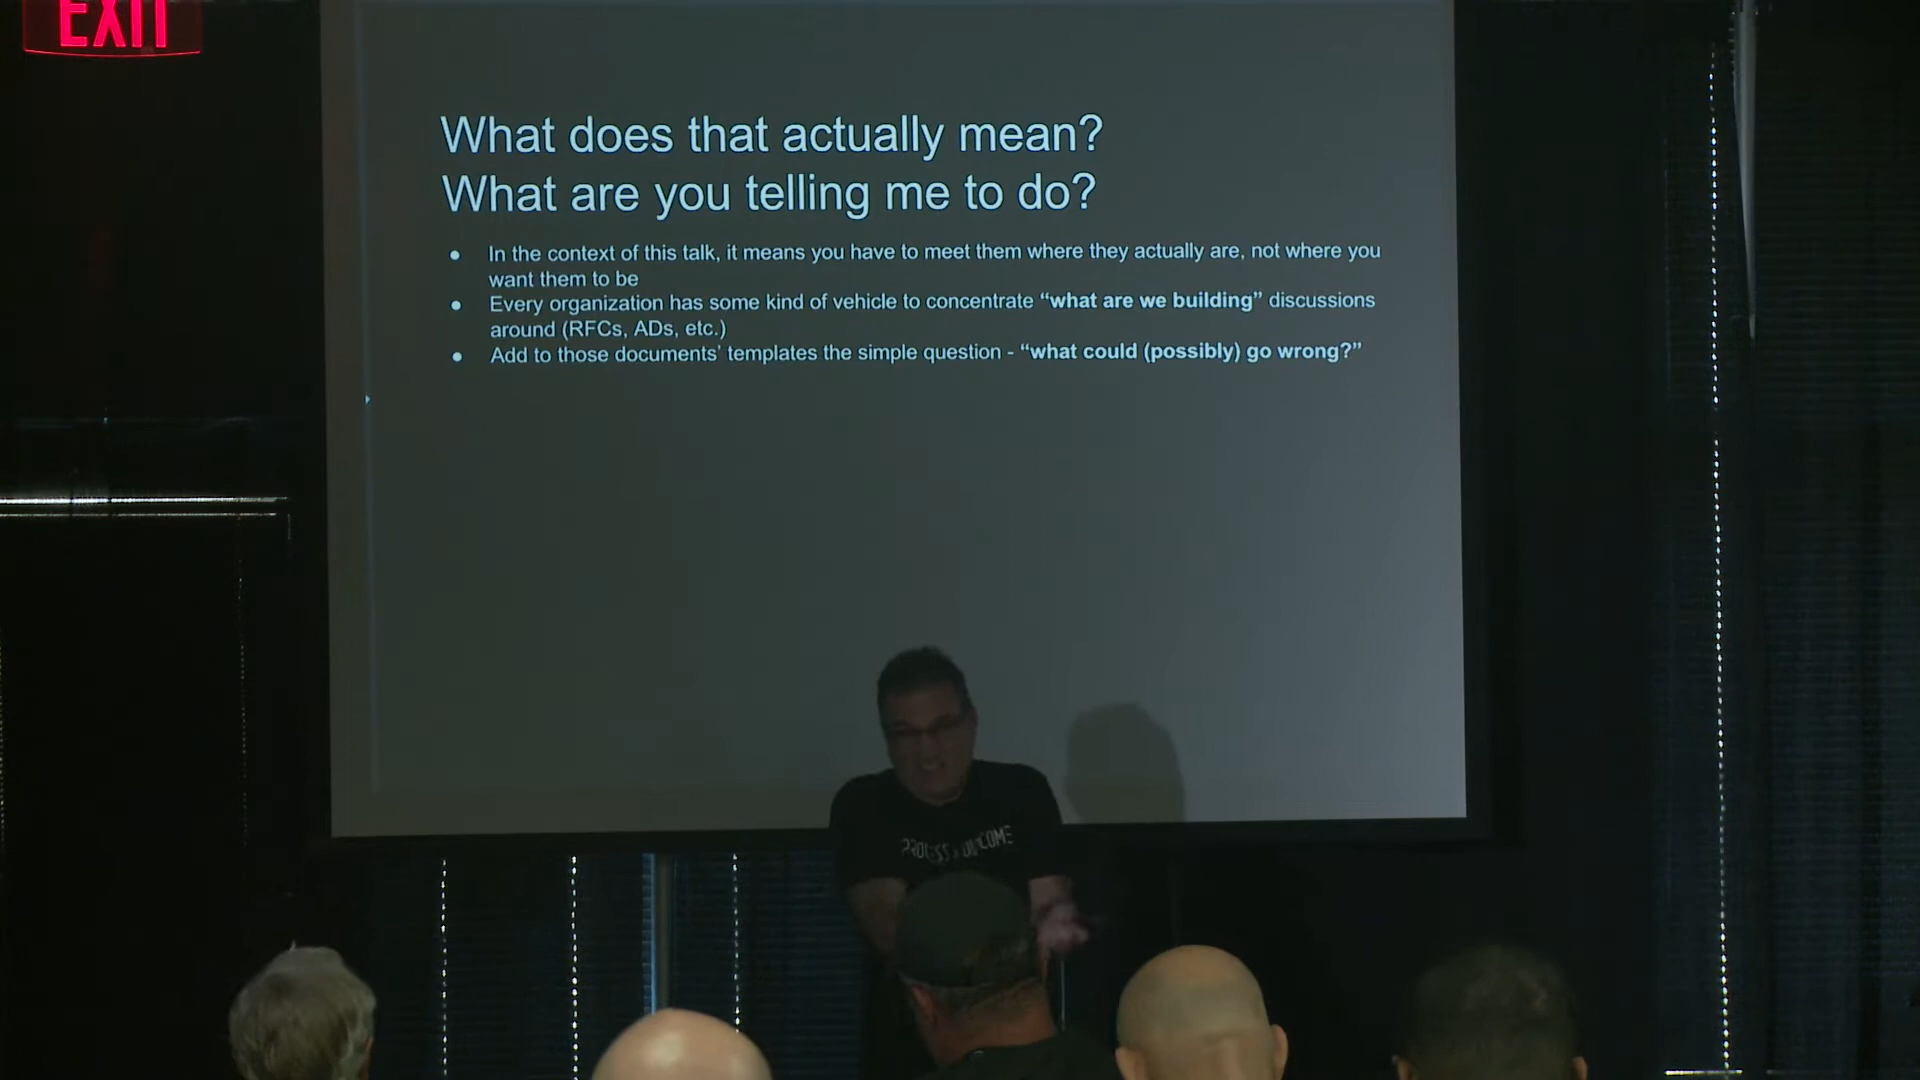 EXIT
What does that actually mean?
What are you telling me to do?
● In the context of this talk, it means you have to meet them where they actually are, not where you
want them to be
● Every organization has some kind of vehicle to concentrate “what are we building” discussions
around (RFCs, ADs, etc.)
● Add to those documents’ templates the simple question - “what could (possibly) go wrong?”
PROCESS > OUTCOME